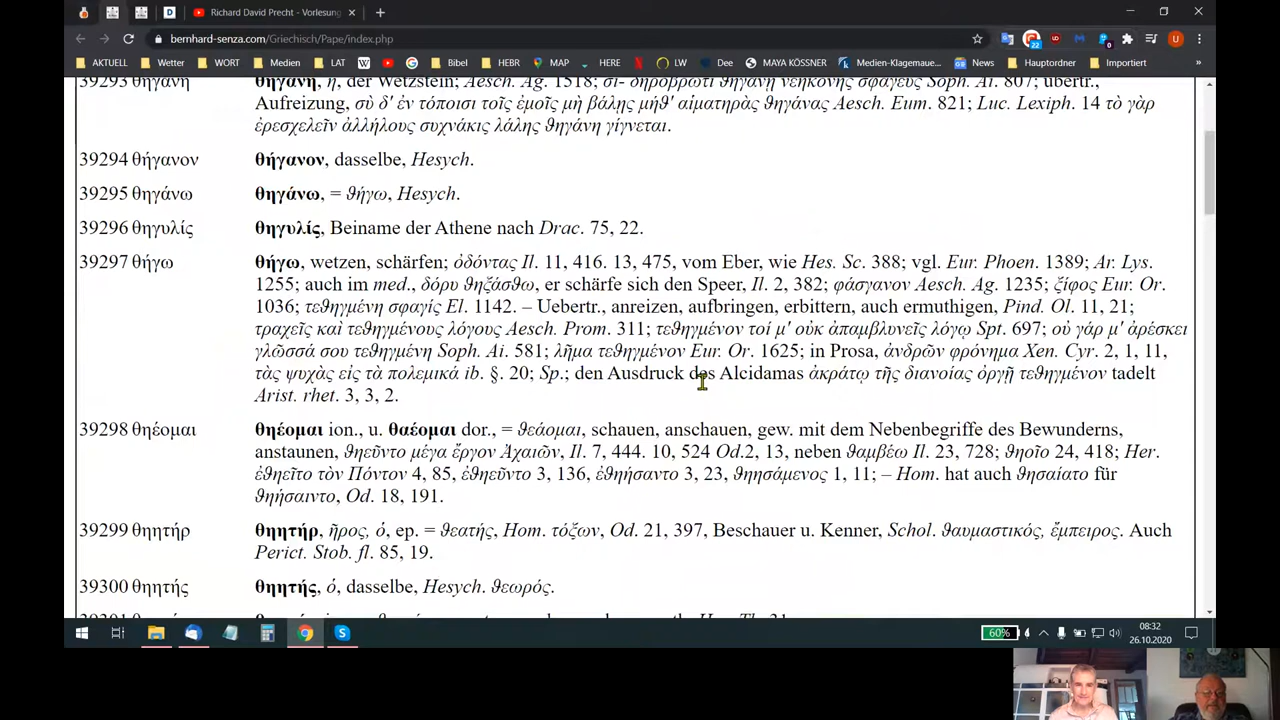 Richard David Precht - Vorlesung
bernhard-senza.com/Griechisch/Pape/index.php
22
0
U
AUSSEN Wetter WORT Medien LAT YOU Bibel HEBR MAP HERE LW Dee MAYA KÖSSNER Medien-Klagemaue... News Hauptordner Importiert
39293 θηγάνη θηγάνη, ἡ, der Wetzstein; Aesch. Ag. 1518; σι- δηροβρῶτι θηγάνῃ νεηκονὴς σφαγεύς Soph. Ai. 807; übertr.,
Aufreizung, σὺ δ' ἐν τόποισι τοῖς ἐμοῖς μὴ βάλῃς μήθ' αἱματηρὰς θηγάνας Aesch. Eum. 821; Luc. Lexiph. 14 τὸ γὰρ
ἐρεσχελεῖν ἀλλήλους συχνάκις λάλης θηγάνη γίγνεται.
39294 θήγανον θήγανον, dasselbe, Hesych.
39295 θηγάνω θηγάνω, = θήγω, Hesych.
39296 θηγυλίς θηγυλίς, Beiname der Athene nach Drac. 75, 22.
39297 θήγω θήγω, wetzen, schärfen; ὀδόντας Il. 11, 416. 13, 475, vom Eber, wie Hes. Sc. 388; vgl. Eur. Phoen. 1389; Ar. Lys.
1255; auch im med., δόρυ θηξάσθω, er schärfe sich den Speer, Il. 2, 382; φάσγανον Aesch. Ag. 1235; ξίφος Eur. Or.
1036; τεθηγμένη σφαγίς El. 1142. – Uebertr., anreizen, aufbringen, erbittern, auch ermuthigen, Pind. Ol. 11, 21;
τραχεῖς καὶ τεθηγμένους λόγους Aesch. Prom. 311; τεθηγμένον τοί μ' οὐκ ἀπαμβλυνεῖς λόγῳ Spt. 697; οὐ γάρ μ' ἀρέσκει
γλῶσσά σου τεθηγμένη Soph. Ai. 581; λῆμα τεθηγμένον Eur. Or. 1625; in Prosa, ἀνδρῶν φρόνημα Xen. Cyr. 2, 1, 11,
τὰς ψυχὰς εἰς τὰ πολεμικά ib. §. 20; Sp.; den Ausdruck des Alcidamas ἀκράτῳ τῆς διανοίας ὀργῇ τεθηγμένον tadelt
Arist. rhet. 3, 3, 2.
39298 θηέομαι θηέομαι ion., u. θαέομαι dor., = θεάομαι, schauen, anschauen, gew. mit dem Nebenbegriffe des Bewunderns,
anstaunen, θηεῦντο μέγα ἔργον Ἀχαιῶν, Il. 7, 444. 10, 524 Od.2, 13, neben θαμβέω Il. 23, 728; θηοῖο 24, 418; Her.
ἐθηεῖτο τὸν Πόντον 4, 85, ἐθηεῦντο 3, 136, ἐθηήσαντο 3, 23, θηησάμενος 1, 11; – Hom. hat auch θησαίατο für
θηήσαιντο, Od. 18, 191.
39299 θηητήρ θηητήρ, ῆρος, ὁ, ep. = θεατής, Hom. τόξων, Od. 21, 397, Beschauer u. Kenner, Schol. θαυμαστικός, ἔμπειρος. Auch
Perict. Stob. fl. 85, 19.
39300 θηητής θηητής, ὁ, dasselbe, Hesych. θεωρός.
60% 08:32
26.10.2020